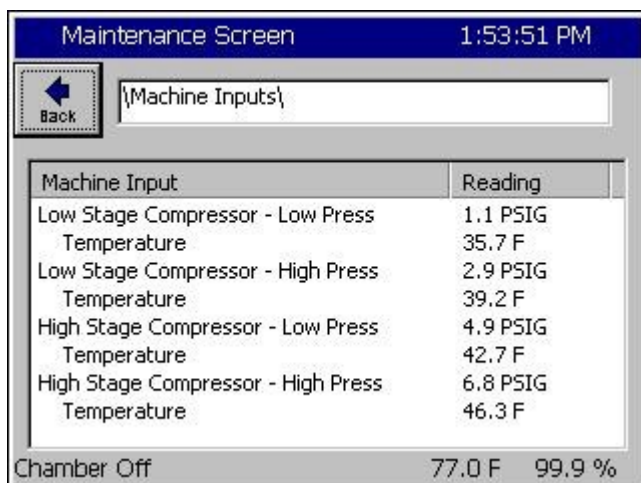 Maintenance Screen 1:53:51 PM
Back
\Machine Inputs\
Machine Input Reading
Low Stage Compressor - Low Press 1.1 PSIG
Temperature 35.7 F
Low Stage Compressor - High Press 2.9 PSIG
Temperature 39.2 F
High Stage Compressor - Low Press 4.9 PSIG
Temperature 42.7 F
High Stage Compressor - High Press 6.8 PSIG
Temperature 46.3 F
Chamber Off 77.0 F 99.9 %